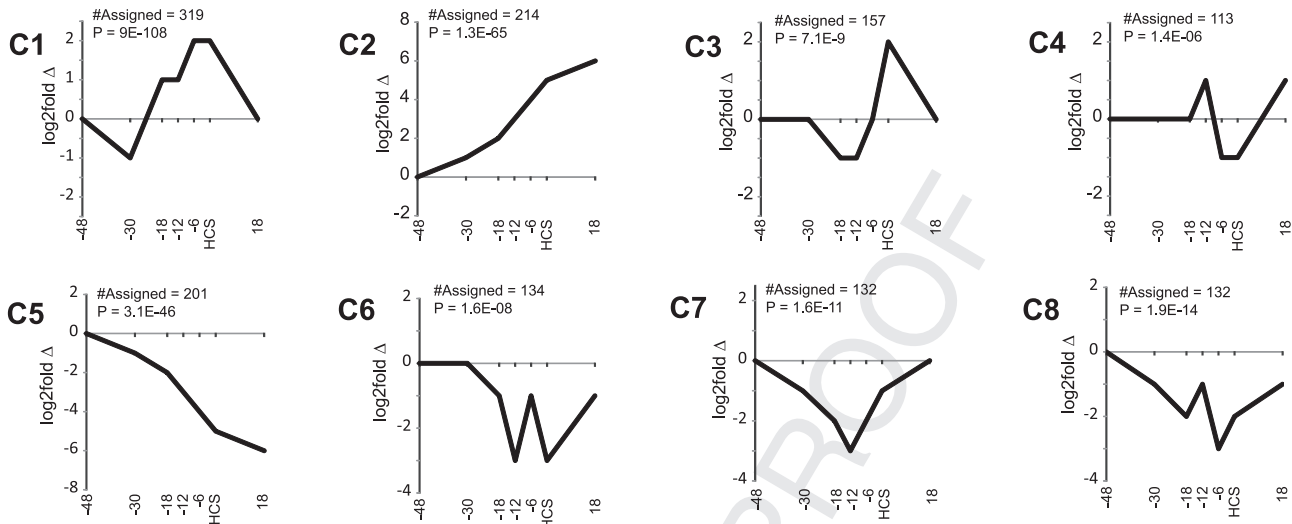 C1
#Assigned = 319
P = 9E-108
log2fold Δ
2
1
0
-1
-2
-48
-30
-18
-12
-6
HCS
18
C2
#Assigned = 214
P = 1.3E-65
log2fold Δ
8
6
4
2
0
-2
-48
-30
-18
-12
-6
HCS
18
C3
#Assigned = 157
P = 7.1E-9
log2fold Δ
2
0
-2
-48
-30
-18
-12
-6
HCS
18
C4
#Assigned = 113
P = 1.4E-06
log2fold Δ
2
0
-2
-48
-30
-18
-12
-6
HCS
18
C5
#Assigned = 201
P = 3.1E-46
log2fold Δ
2
0
-2
-4
-6
-8
-48
-30
-18
-12
-6
HCS
18
C6
#Assigned = 134
P = 1.6E-08
log2fold Δ
2
0
-2
-4
-48
-30
-18
-12
-6
HCS
18
C7
#Assigned = 132
P = 1.6E-11
log2fold Δ
2
0
-2
-4
-48
-30
-18
-12
-6
HCS
18
C8
#Assigned = 132
P = 1.9E-14
log2fold Δ
2
0
-2
-4
-48
-30
-18
-12
-6
HCS
18
PROOF